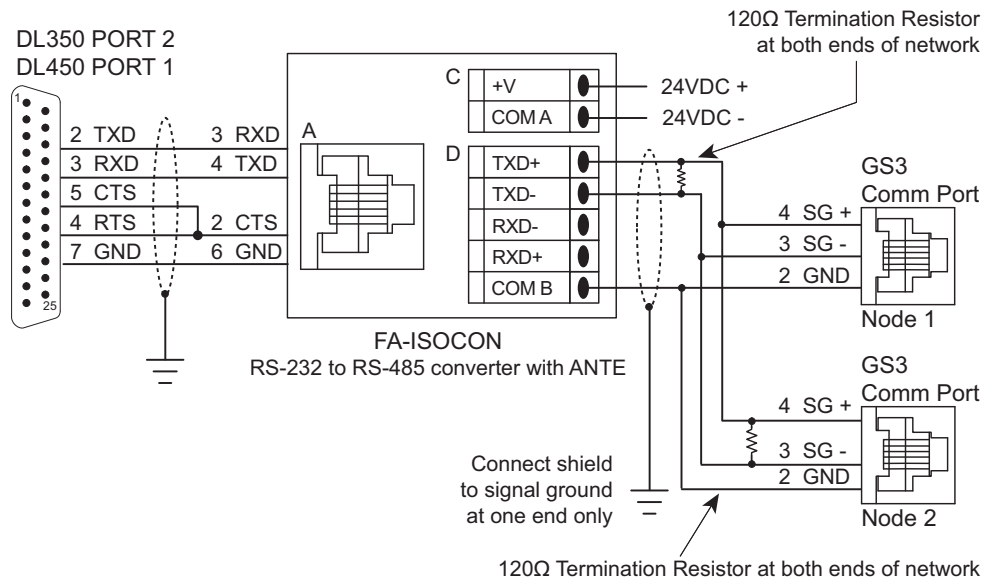 120Ω Termination Resistor
at both ends of network
DL350 PORT 2
DL450 PORT 1
1
25
2 TXD
3 RXD
5 CTS
4 RTS
7 GND
3 RXD
4 TXD
2 CTS
6 GND
A
C
+V
COM A
24VDC +
24VDC -
D
TXD+
TXD-
RXD-
RXD+
COM B
FA-ISOCON
RS-232 to RS-485 converter with ANTE
GS3
Comm Port
4 SG +
3 SG -
2 GND
Node 1
GS3
Comm Port
4 SG +
3 SG -
2 GND
Node 2
Connect shield
to signal ground
at one end only
120Ω Termination Resistor at both ends of network